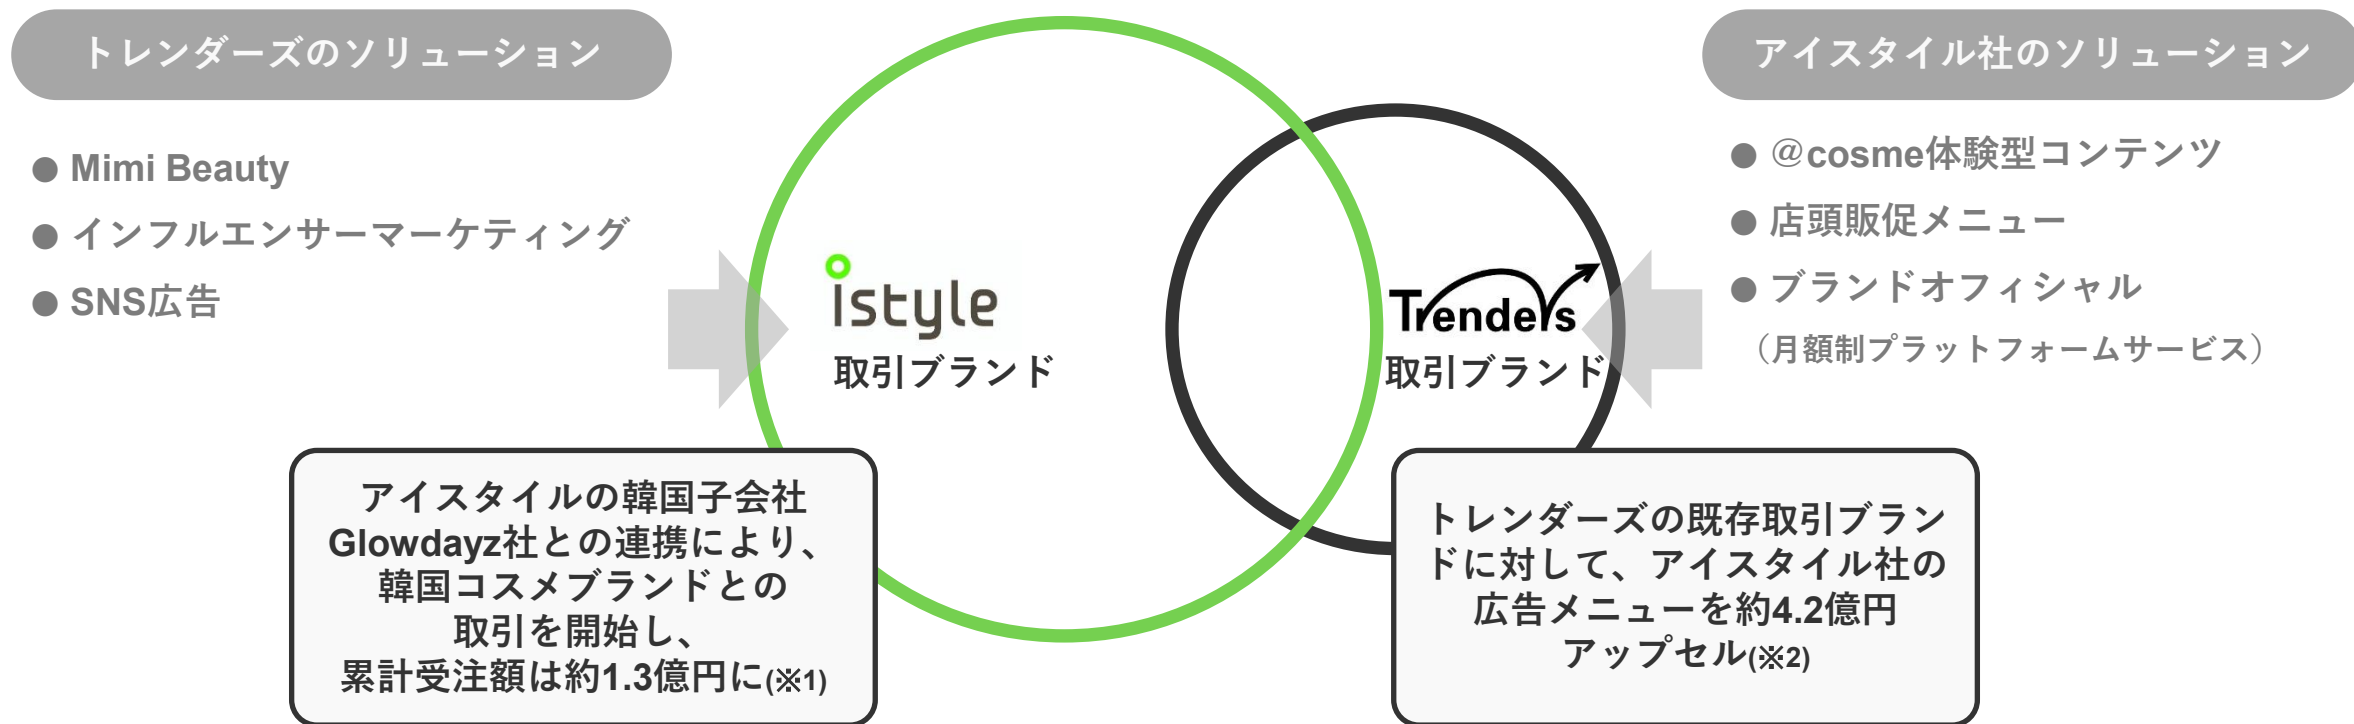 トレンダーズのソリューション
● Mimi Beauty
● インフルエンサーマーケティング
● SNS広告
istyle
取引ブランド
Trenders
取引ブランド
アイスタイル社のソリューション
● @cosme体験型コンテンツ
● 店頭販促メニュー
● ブランドオフィシャル
（月額制プラットフォームサービス）
アイスタイルの韓国子会社
Glowdayz社との連携により、
韓国コスメブランドとの
取引を開始し、
累計受注額は約1.3億円に(※1)
トレンダーズの既存取引ブラン
ドに対して、アイスタイル社の
広告メニューを約4.2億円
アップセル(※2)